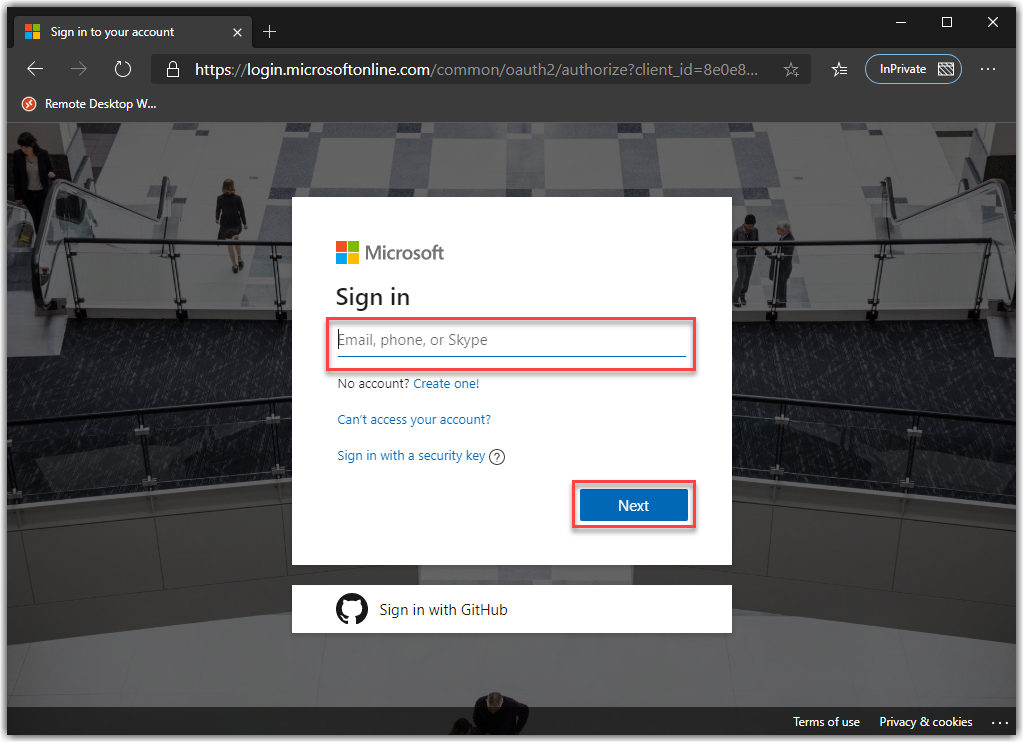 Sign in to your account
https://login.microsoftonline.com/common/oauth2/authorize?client_id=8e0e8...
InPrivate
Remote Desktop W...
Microsoft
Sign in
Email, phone, or Skype
No account? Create one!
Can't access your account?
Sign in with a security key ?
Next
Sign in with GitHub
Terms of use Privacy & cookies ...